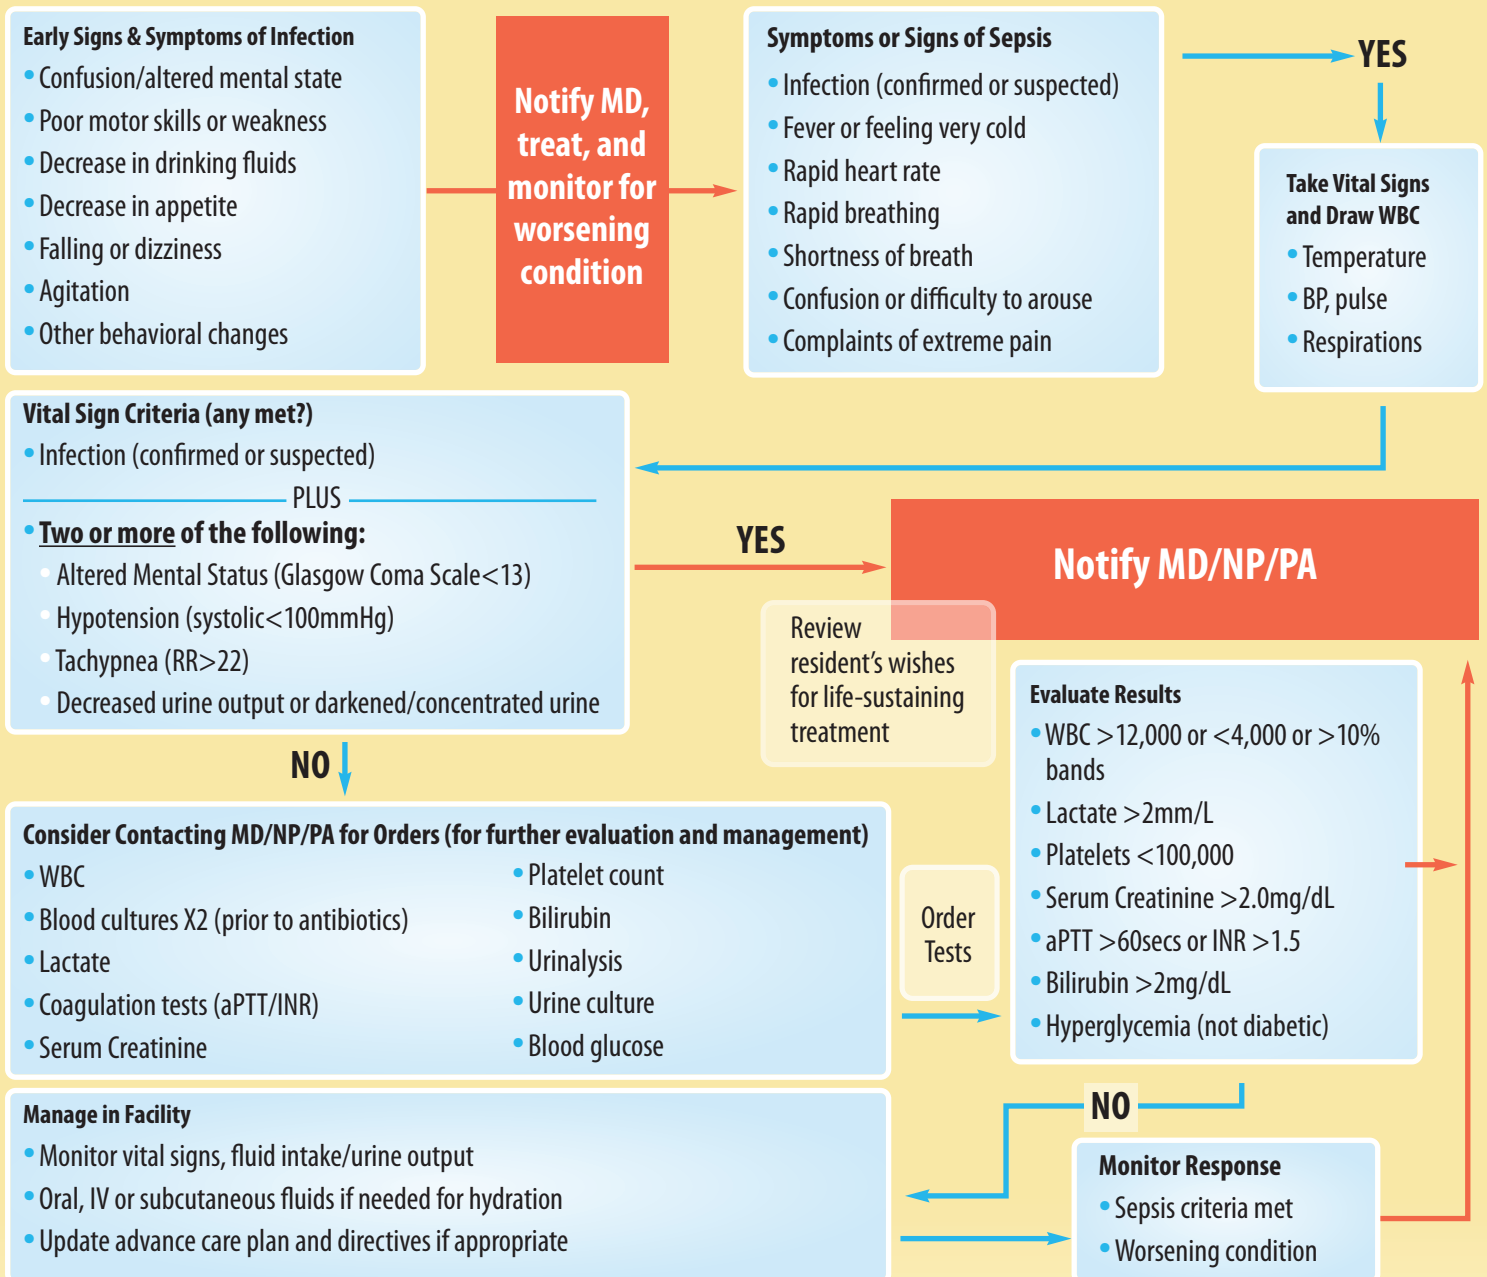 Early Signs & Symptoms of Infection
• Confusion/altered mental state
• Poor motor skills or weakness
• Decrease in drinking fluids
• Decrease in appetite
• Falling or dizziness
• Agitation
• Other behavioral changes
Notify MD,
treat, and
monitor for
worsening
condition
Symptoms or Signs of Sepsis
• Infection (confirmed or suspected)
• Fever or feeling very cold
• Rapid heart rate
• Rapid breathing
• Shortness of breath
• Confusion or difficulty to arouse
• Complaints of extreme pain
YES
Take Vital Signs
and Draw WBC
• Temperature
• BP, pulse
• Respirations
Vital Sign Criteria (any met?)
• Infection (confirmed or suspected)
PLUS
• Two or more of the following:
• Altered Mental Status (Glasgow Coma Scale<13)
• Hypotension (systolic<100mmHg)
• Tachypnea (RR>22)
• Decreased urine output or darkened/concentrated urine
YES
Notify MD/NP/PA
Review
resident’s wishes
for life-sustaining
treatment
NO
Consider Contacting MD/NP/PA for Orders (for further evaluation and management)
• WBC
• Blood cultures X2 (prior to antibiotics)
• Lactate
• Coagulation tests (aPTT/INR)
• Serum Creatinine
• Platelet count
• Bilirubin
• Urinalysis
• Urine culture
• Blood glucose
Order
Tests
Evaluate Results
• WBC >12,000 or <4,000 or >10%
bands
• Lactate >2mm/L
• Platelets <100,000
• Serum Creatinine >2.0mg/dL
• aPTT >60secs or INR >1.5
• Bilirubin >2mg/dL
• Hyperglycemia (not diabetic)
NO
Manage in Facility
• Monitor vital signs, fluid intake/urine output
• Oral, IV or subcutaneous fluids if needed for hydration
• Update advance care plan and directives if appropriate
Monitor Response
• Sepsis criteria met
• Worsening condition